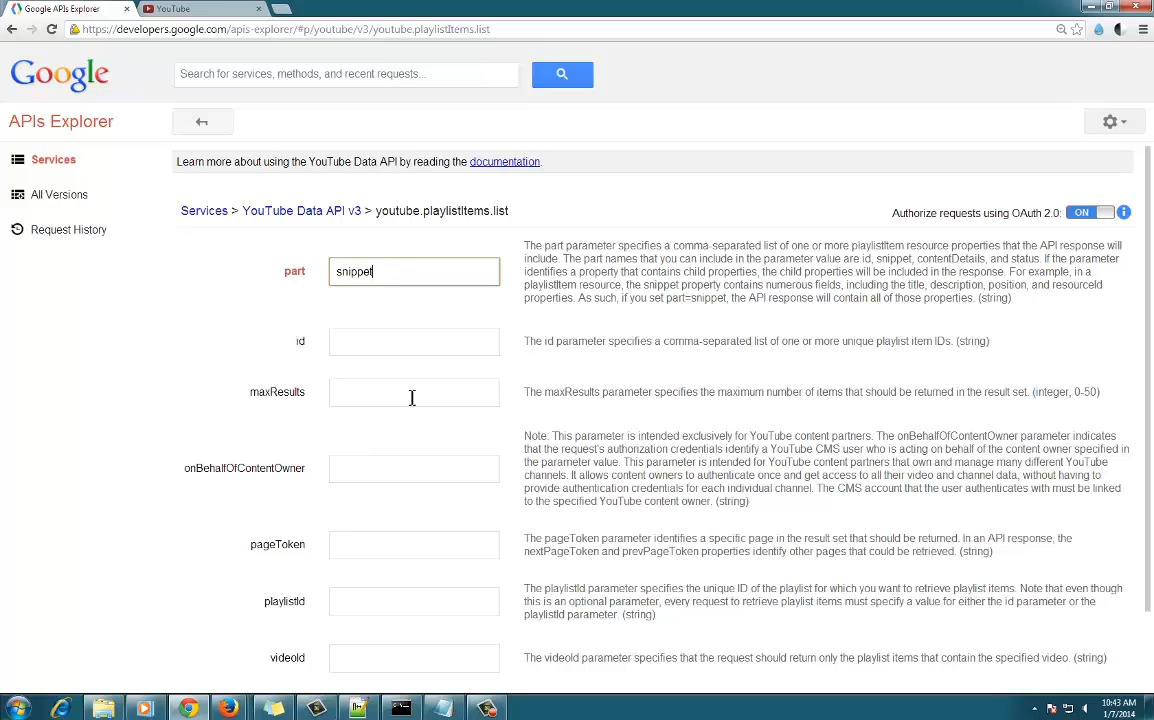 Google APIs Explorer
YouTube
https://developers.google.com/apis-explorer/#p/youtube/v3/youtube.playlistItems.list
Google
Search for services, methods, and recent requests...
APIs Explorer
Services
All Versions
Request History
Learn more about using the YouTube Data API by reading the documentation.
Services > YouTube Data API v3 > youtube.playlistItems.list
Authorize requests using OAuth 2.0: ON
part
snippet
The part parameter specifies a comma-separated list of one or more playlistItem resource properties that the API response will
include. The part names that you can include in the parameter value are id, snippet, contentDetails, and status. If the parameter
identifies a property that contains child properties, the child properties will be included in the response. For example, in a
playlistItem resource, the snippet property contains numerous fields, including the title, description, position, and resourceId
properties. As such, if you set part=snippet, the API response will contain all of those properties. (string)
id
The id parameter specifies a comma-separated list of one or more unique playlist item IDs. (string)
maxResults
The maxResults parameter specifies the maximum number of items that should be returned in the result set. (integer, 0-50)
onBehalfOfContentOwner
Note: This parameter is intended exclusively for YouTube content partners. The onBehalfOfContentOwner parameter indicates
that the request's authorization credentials identify a YouTube CMS user who is acting on behalf of the content owner specified in
the parameter value. This parameter is intended for YouTube content partners that own and manage many different YouTube
channels. It allows content owners to authenticate once and get access to all their video and channel data, without having to
provide authentication credentials for each individual channel. The CMS account that the user authenticates with must be linked
to the specified YouTube content owner. (string)
pageToken
The pageToken parameter identifies a specific page in the result set that should be returned. In an API response, the
nextPageToken and prevPageToken properties identify other pages that could be retrieved. (string)
playlistId
The playlistId parameter specifies the unique ID of the playlist for which you want to retrieve playlist items. Note that even though
this is an optional parameter, every request to retrieve playlist items must specify a value for either the id parameter or the
playlistId parameter. (string)
videoId
The videoId parameter specifies that the request should return only the playlist items that contain the specified video. (string)
10:43 AM
1/7/2014